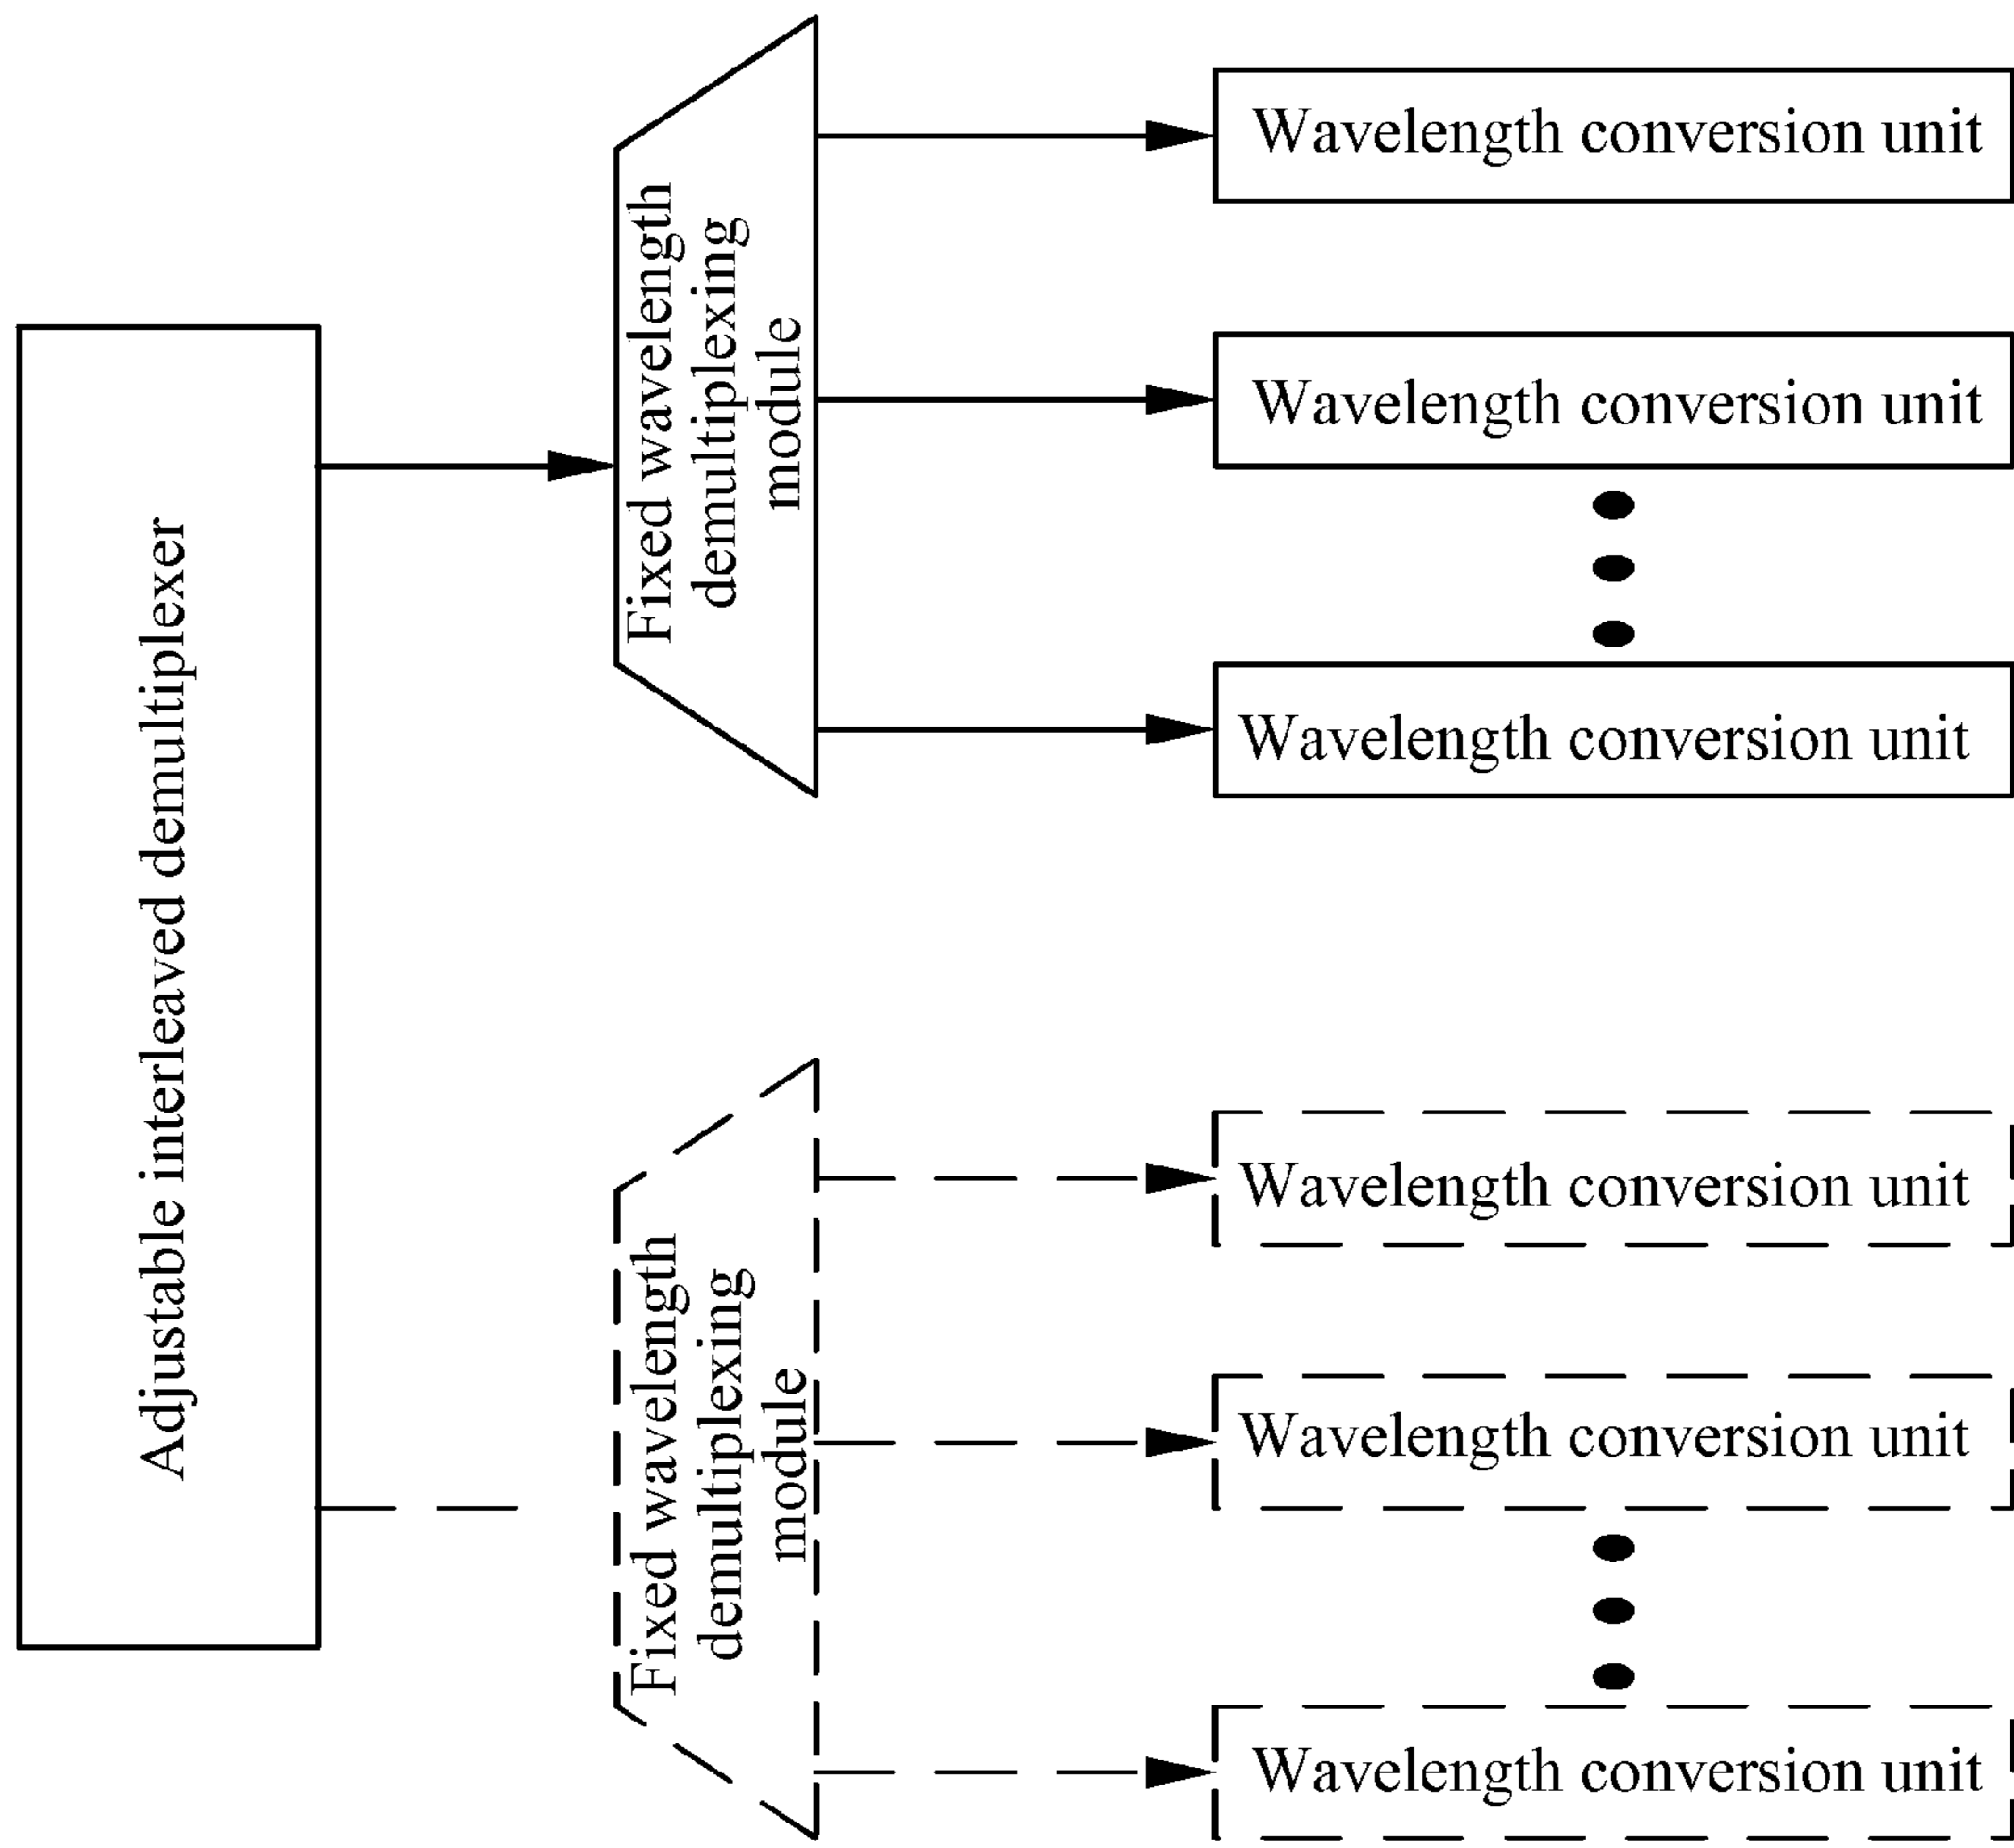 Adjustable interleaved demultiplexer
Fixed wavelength
demultiplexing
module
Wavelength conversion unit
Wavelength conversion unit
Wavelength conversion unit
Fixed wavelength
demultiplexing
module
Wavelength conversion unit
Wavelength conversion unit
Wavelength conversion unit